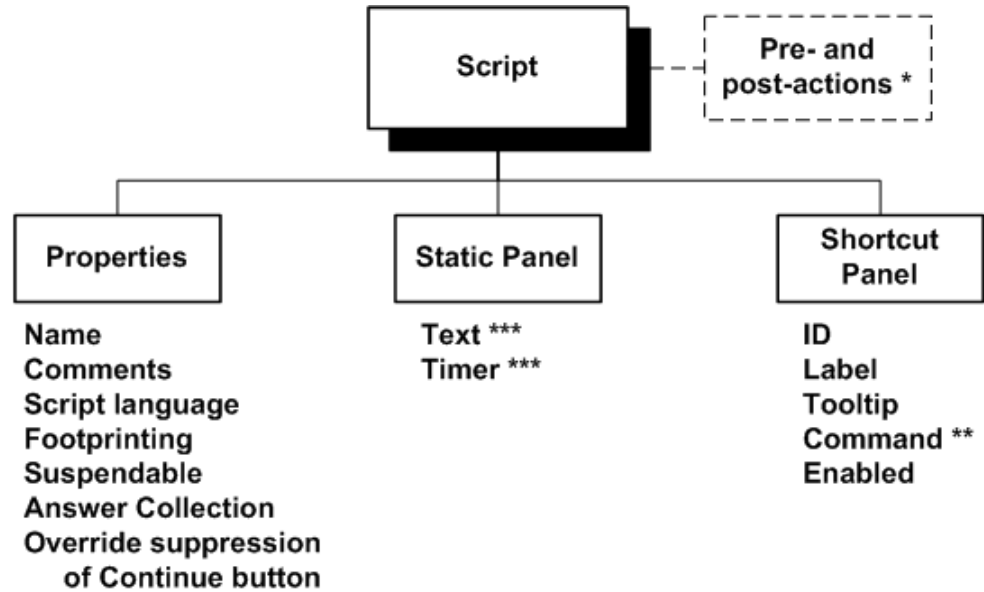 Script
Pre- and
post-actions *
Properties
Static Panel
Shortcut
Panel
Name
Comments
Script language
Footprinting
Suspendable
Answer Collection
Override suppression
of Continue button
Text ***
Timer ***
ID
Label
Tooltip
Command **
Enabled